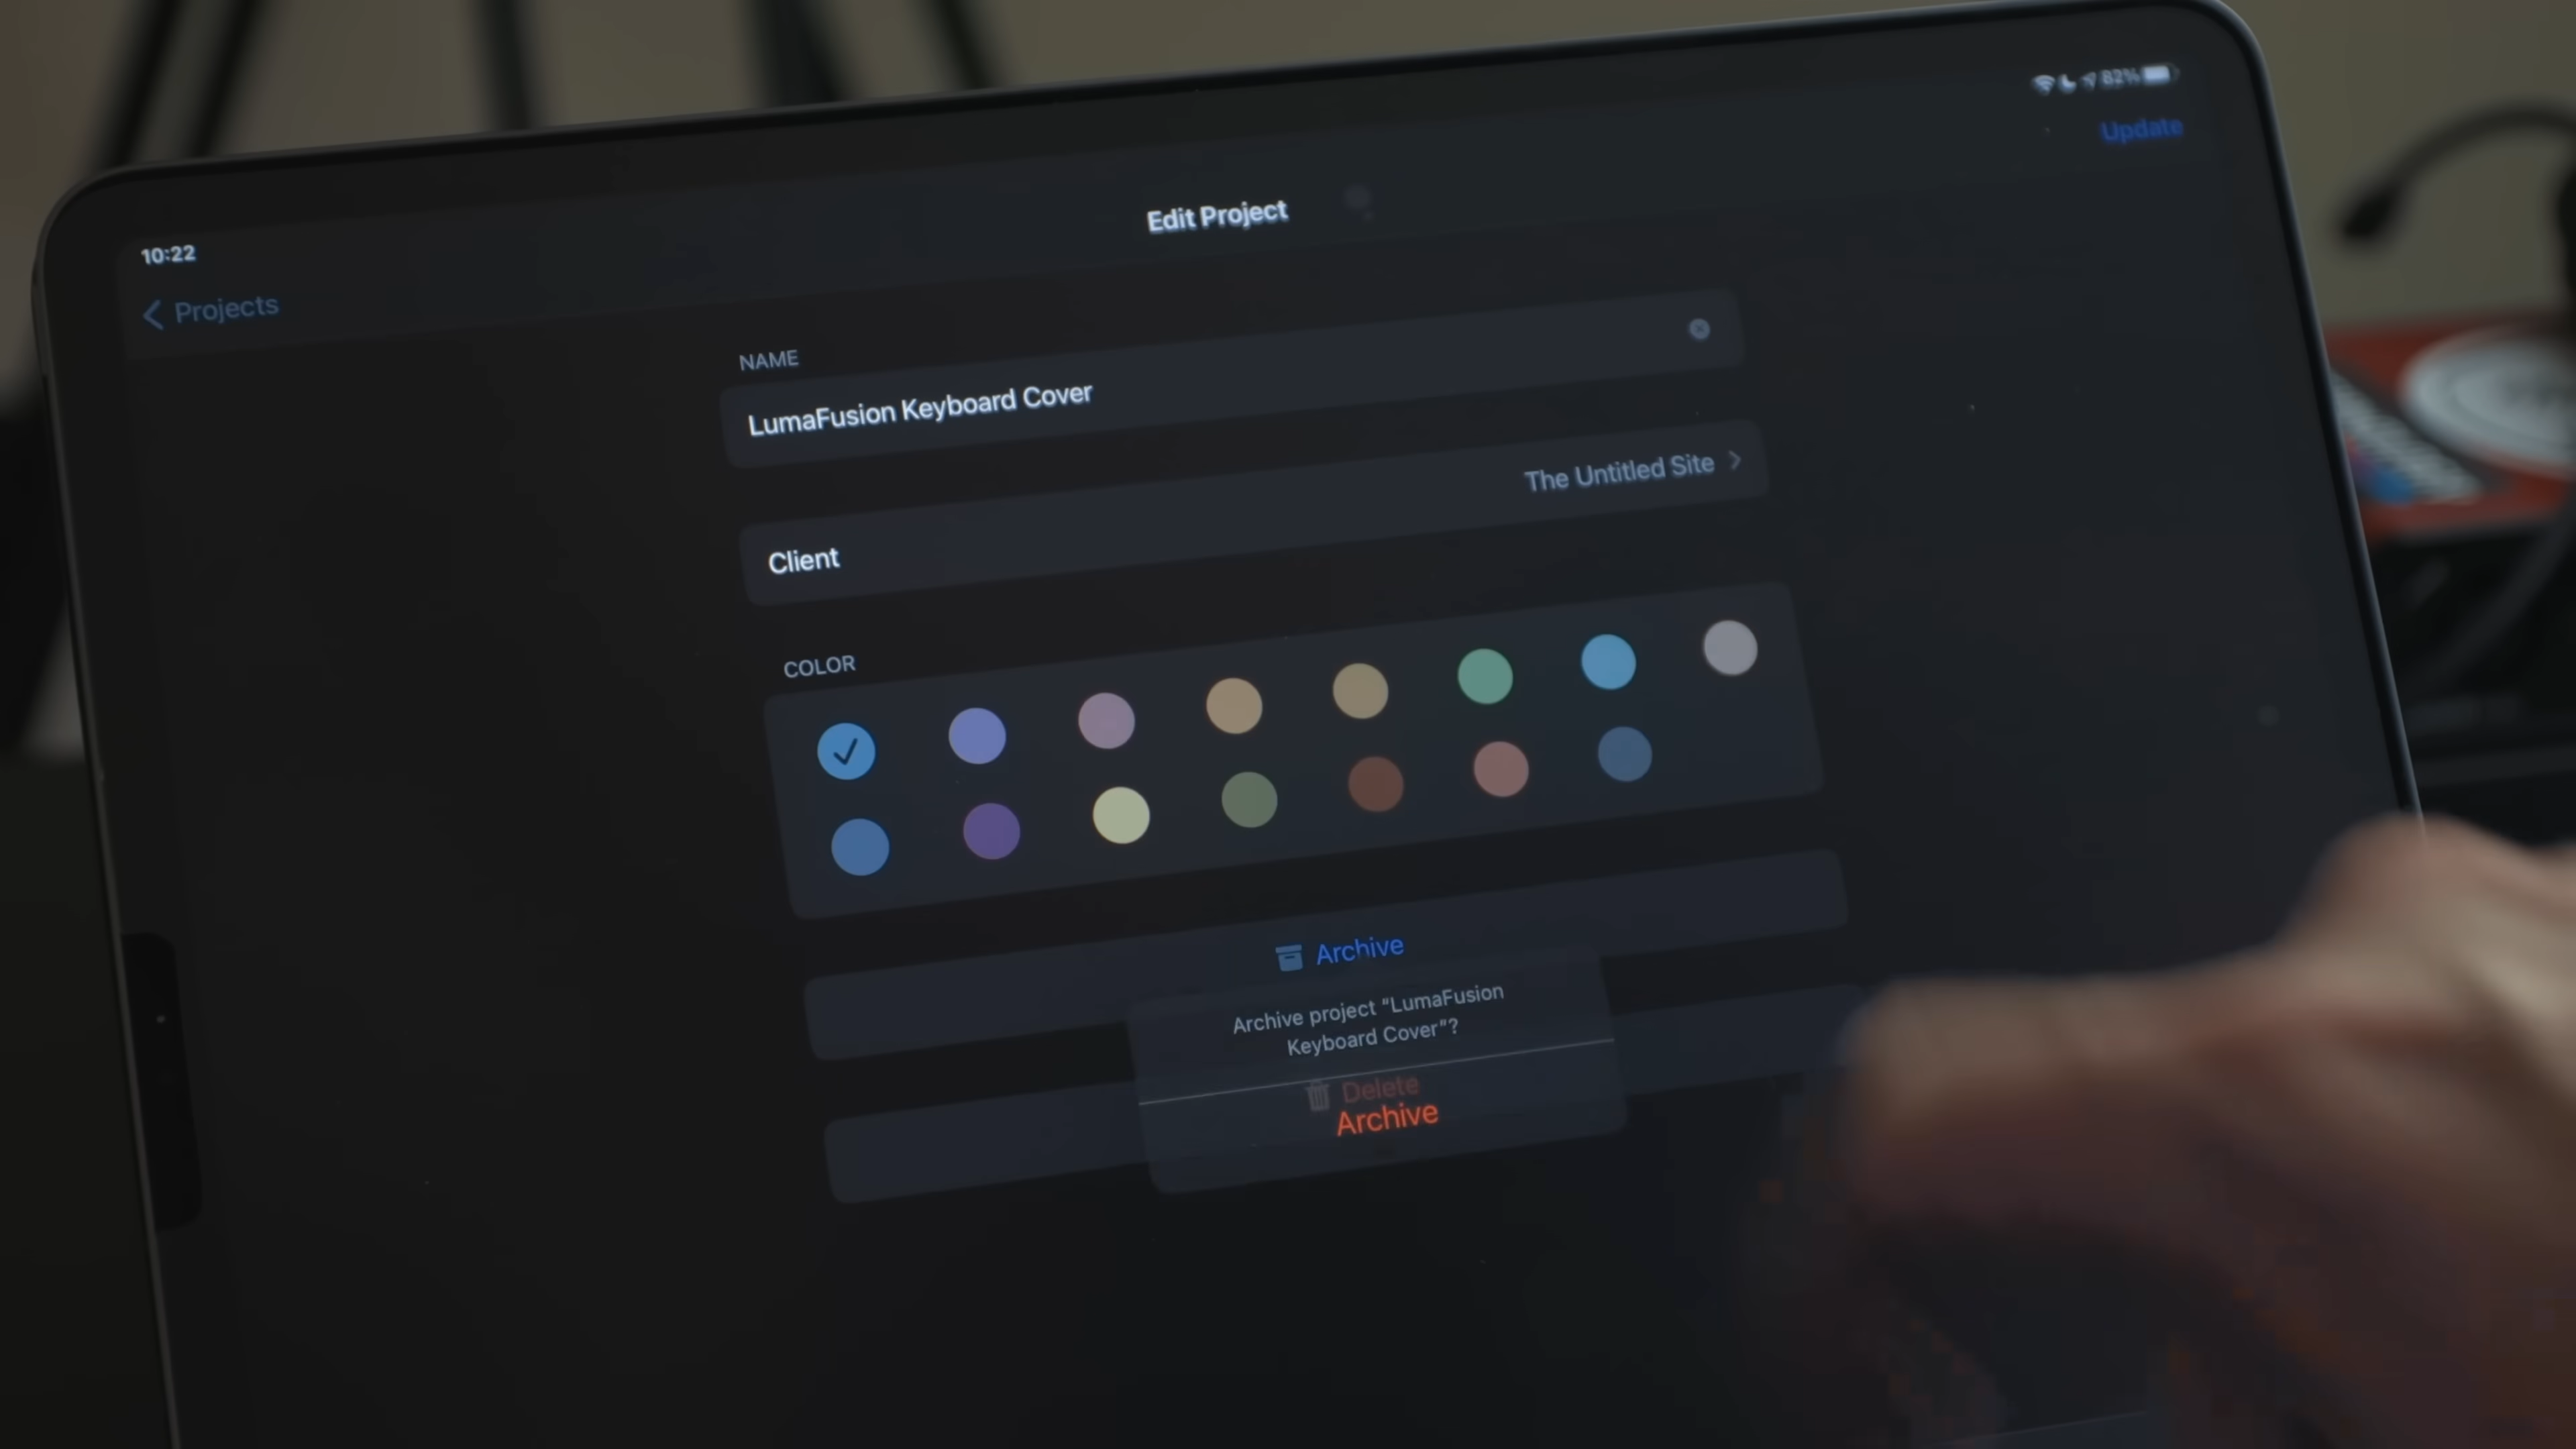 10:22
82%
Update
Edit Project
Projects
NAME
LumaFusion Keyboard Cover
Client
The Untitled Site
COLOR
Archive
Archive project “LumaFusion
Keyboard Cover”?
Delete
Archive